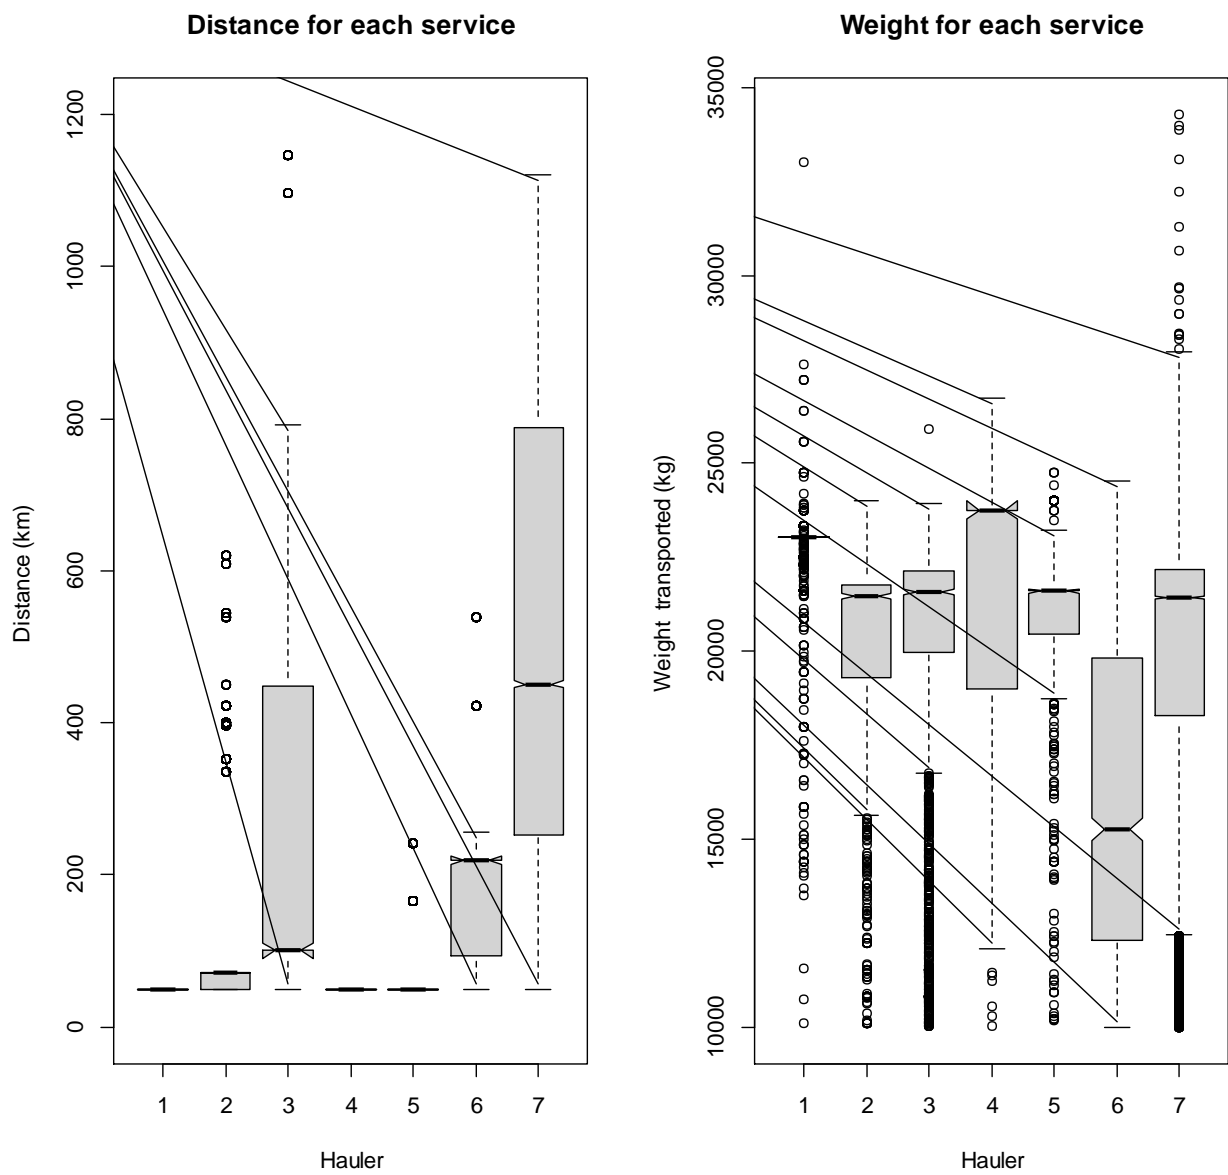 Distance for each service
Distance (km)
1200
1000
800
600
400
200
0
1 2 3 4 5 6 7
Hauler
Weight for each service
Weight transported (kg)
35000
30000
25000
20000
15000
10000
1 2 3 4 5 6 7
Hauler